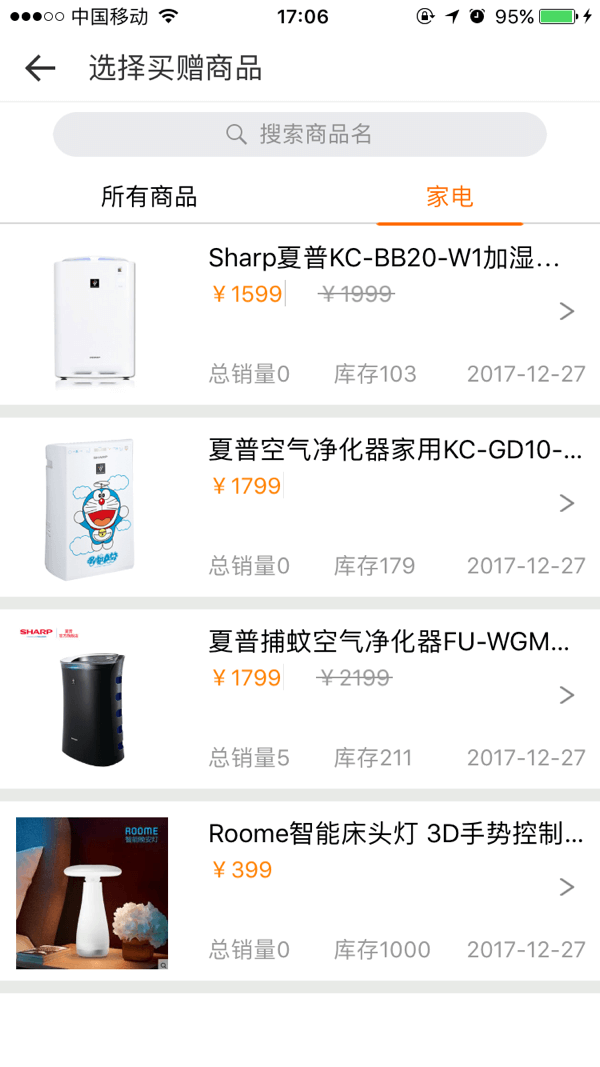 中国移动 17:06 95%
选择买赠商品
搜索商品名
所有商品 家电
Sharp夏普KC-BB20-W1加湿...
￥1599 ￥1999
总销量0 库存103 2017-12-27
夏普空气净化器家用KC-GD10-...
￥1799
总销量0 库存179 2017-12-27
SHARP
夏普捕蚊空气净化器FU-WGM...
￥1799 ￥2199
总销量5 库存211 2017-12-27
ROOME
Roome智能床头灯 3D手势控制...
￥399
总销量0 库存1000 2017-12-27